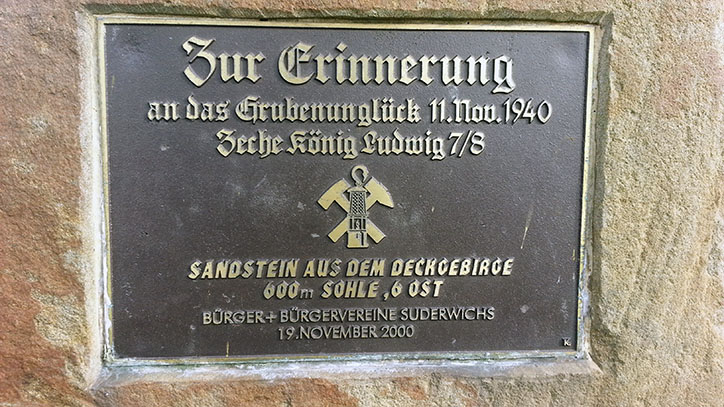 Zur Erinnerung
an das Grubenunglück 11. Nov. 1940
Zeche König Ludwig 7/8
SANDSTEIN AUS DEM DECKGEBIRGE
600m SOHLE, 6 OST
BÜRGER + BÜRGERVEREINE SUDERWICHS
19. NOVEMBER 2000
K